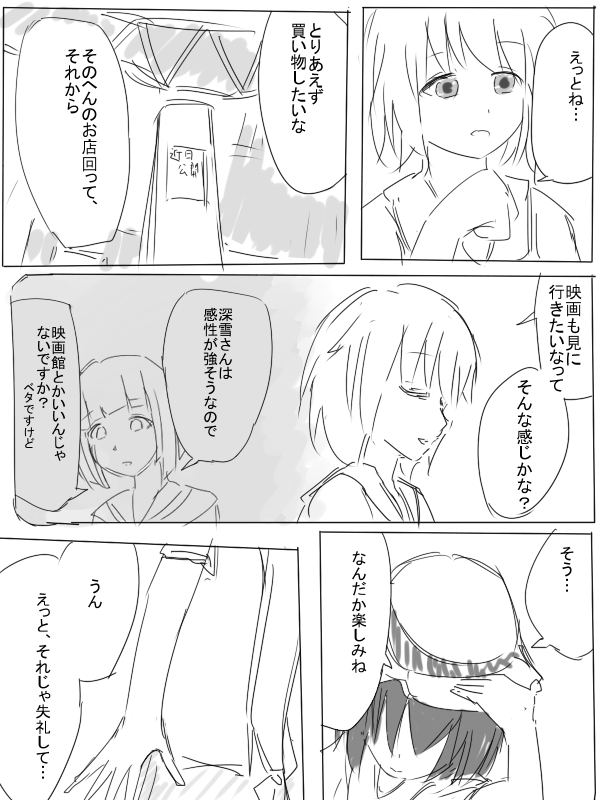 えっとね…
とりあえず
買い物したいな
近日
公開
そのへんのお店回って、
それから
映画も見に
行きたいなって
そんな感じかな？
深雪さんは
感性が強そうなので
映画館とかいいんじゃ
ないですか？
ベタですけど
そう…
なんだか楽しみね
うん
えっと、それじゃ失礼して…